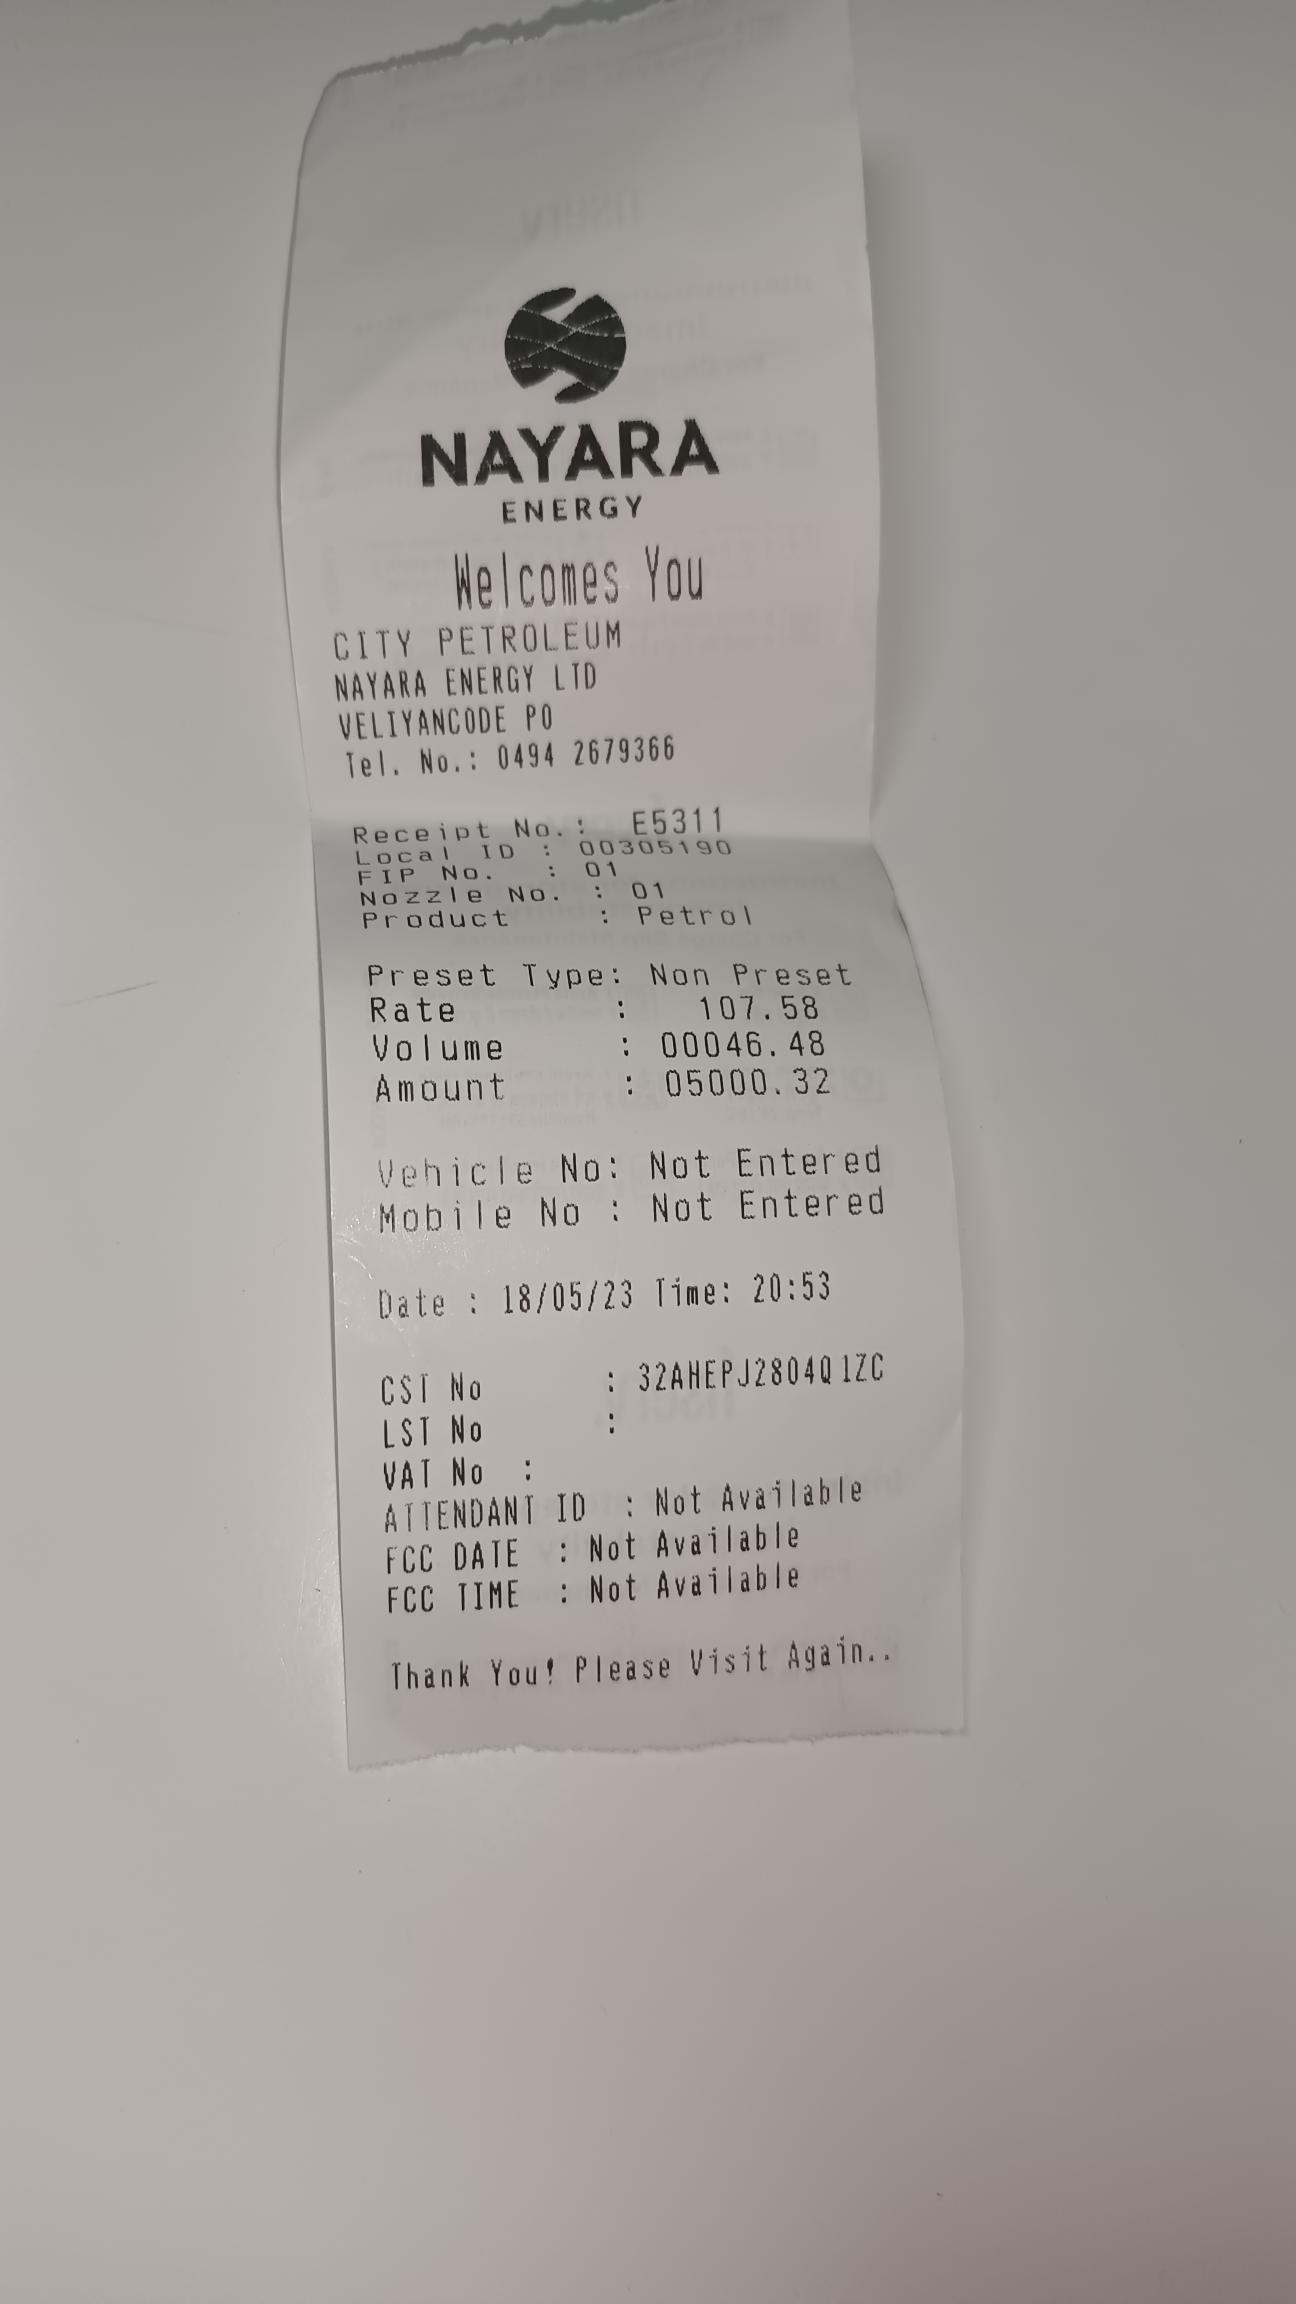 NAYARA
ENERGY
Welcomes You
CITY PETROLEUM
NAYARA ENERGY LTD
VELIYANCODE PO
Tel. No.: 0494 2679366
Receipt No.: E5311
Local ID : 00305190
FIP No. : 01
Nozzle No. : 01
Product : Petrol
Preset Type: Non Preset
Rate : 107.58
Volume : 00046.48
Amount : 05000.32
Vehicle No: Not Entered
Mobile No : Not Entered
Date : 18/05/23 Time: 20:53
CST No : 32AHEPJ2804Q1ZC
LST No :
VAT No :
ATTENDANT ID : Not Available
FCC DATE : Not Available
FCC TIME : Not Available
Thank You! Please Visit Again..